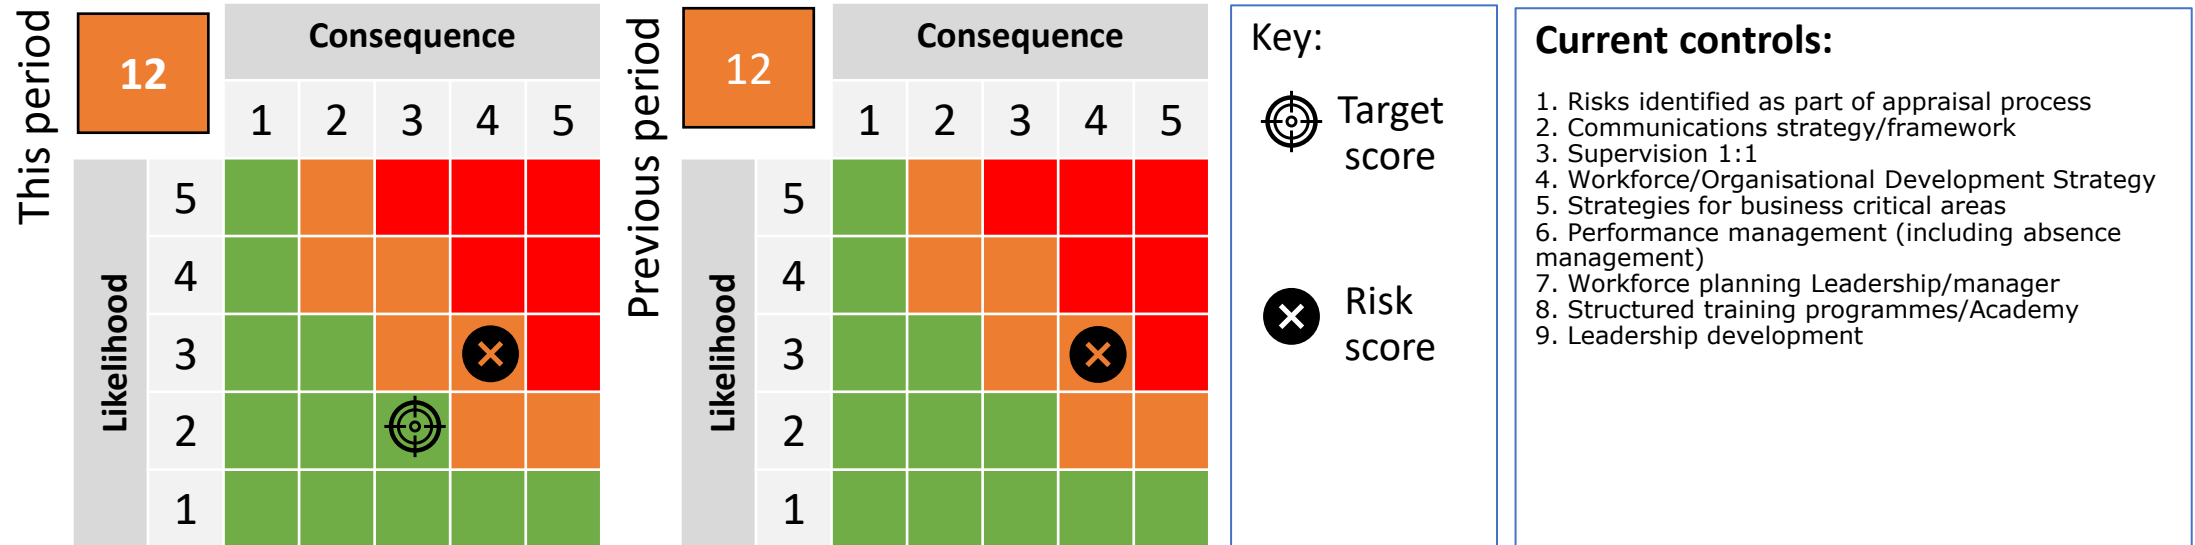 This period
12
Consequence
1 2 3 4 5
Likelihood
5
4
3
2
1
Previous period
12
Consequence
1 2 3 4 5
Likelihood
5
4
3
2
1
Key:
Target
score
Risk
score
Current controls:
1. Risks identified as part of appraisal process
2. Communications strategy/framework
3. Supervision 1:1
4. Workforce/Organisational Development Strategy
5. Strategies for business critical areas
6. Performance management (including absence
management)
7. Workforce planning Leadership/manager
8. Structured training programmes/Academy
9. Leadership development